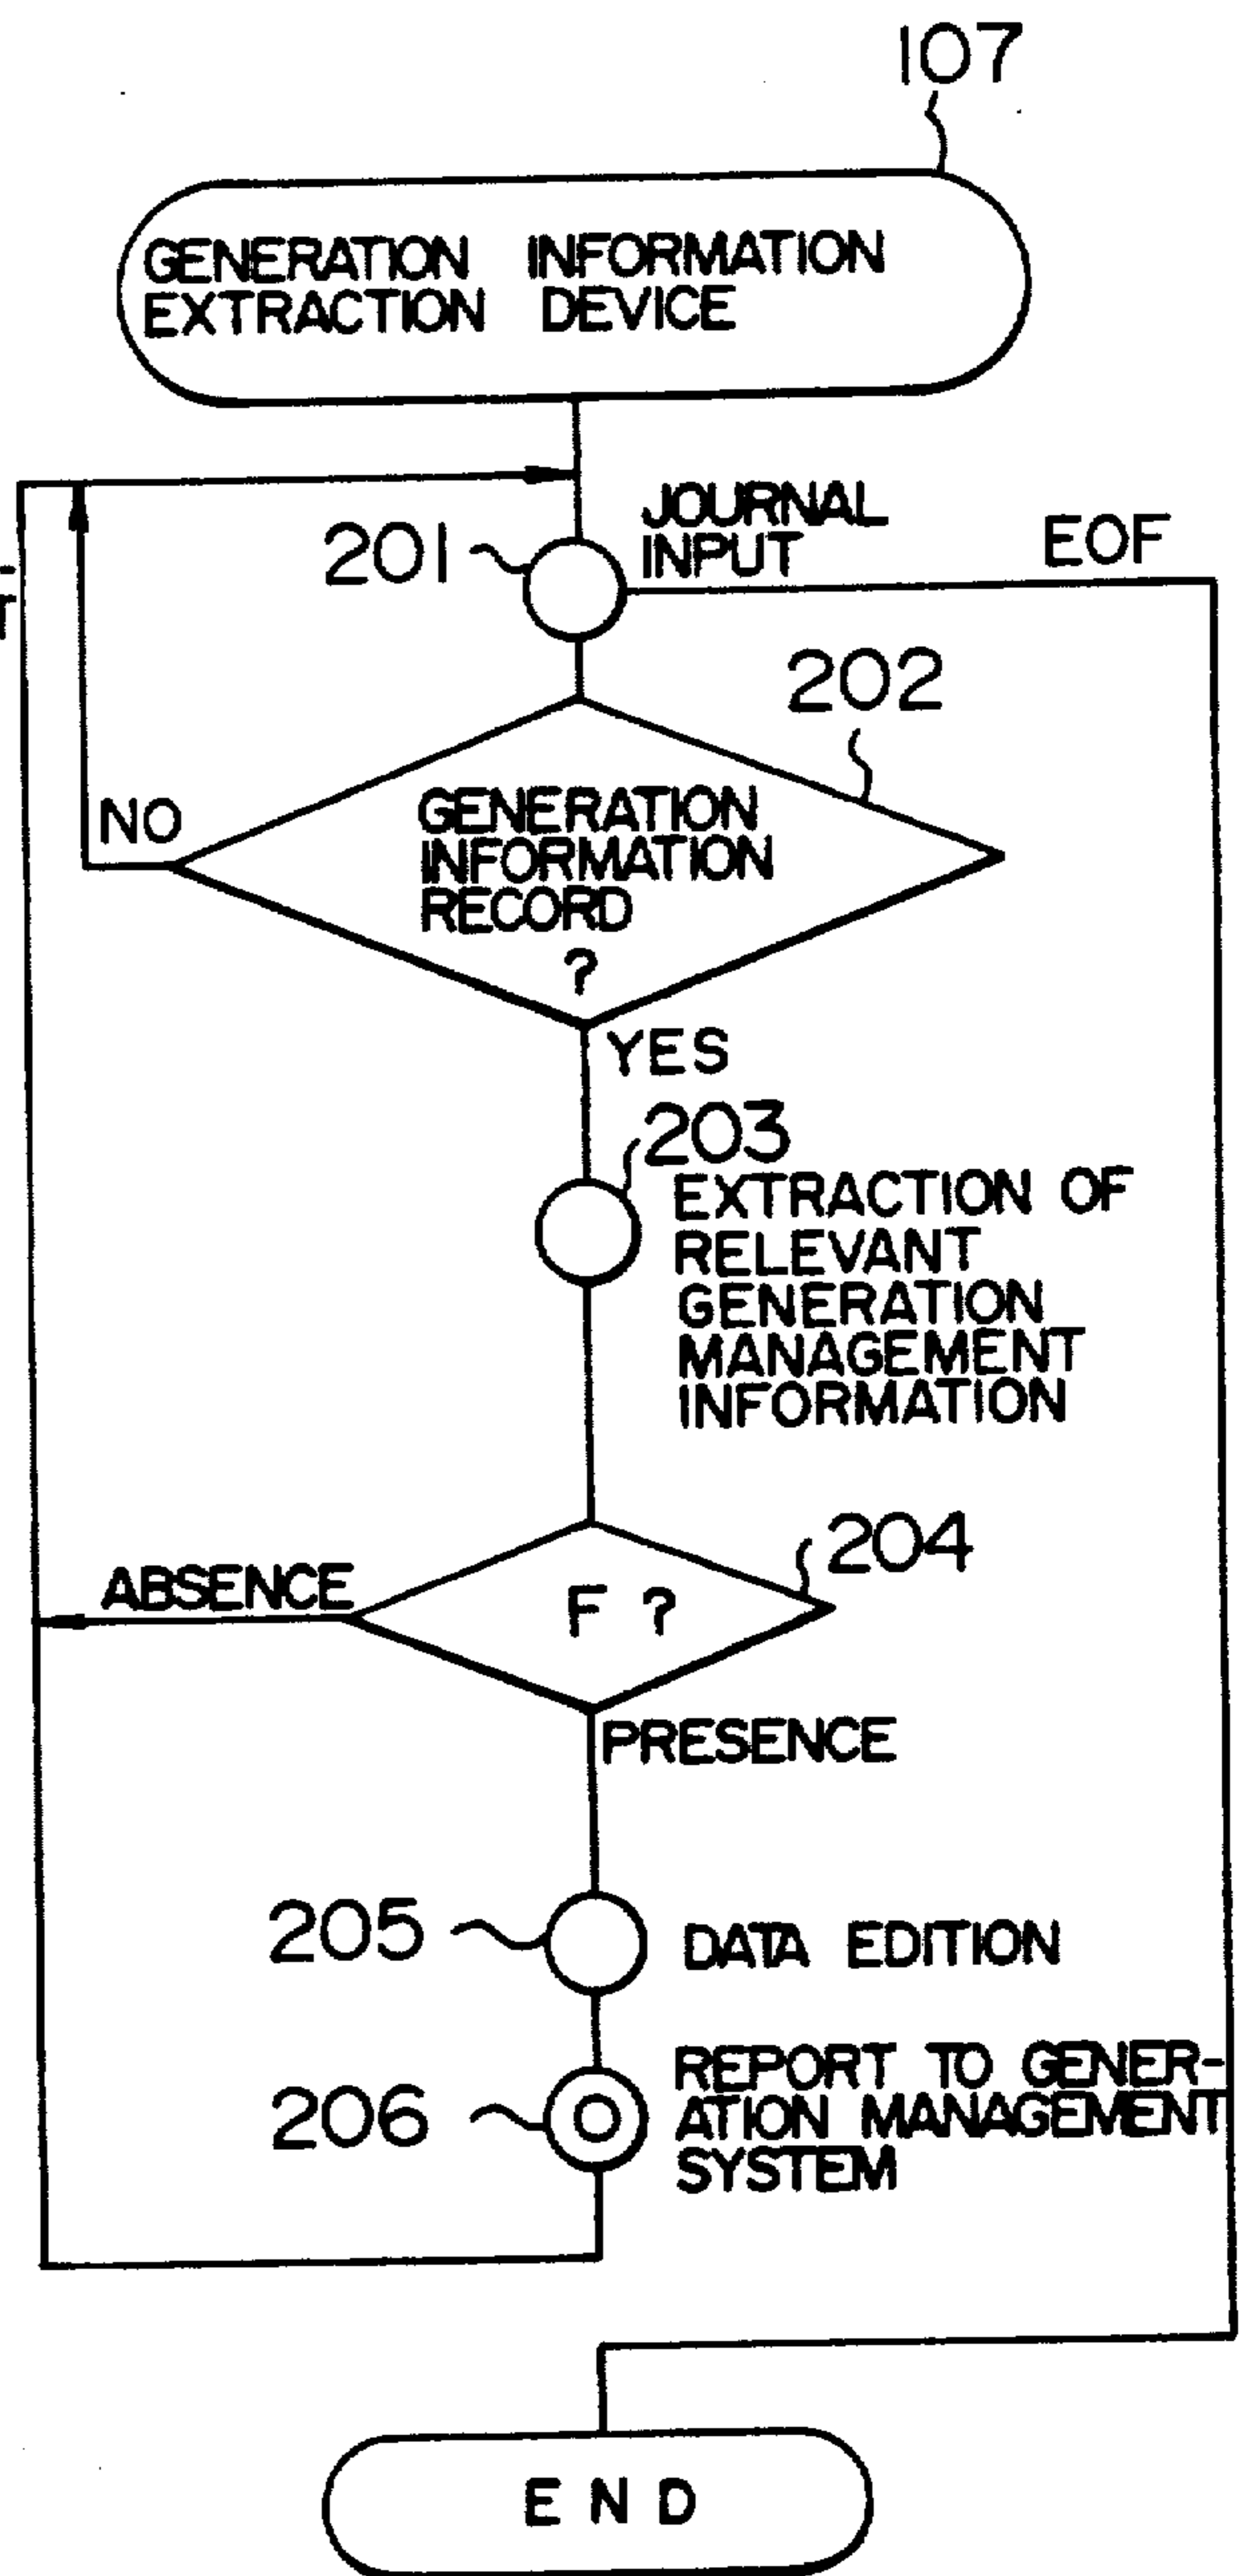 107
GENERATION INFORMATION
EXTRACTION DEVICE
201
JOURNAL
INPUT
EOF
202
NO
GENERATION
INFORMATION
RECORD
?
YES
203
EXTRACTION OF
RELEVANT
GENERATION
MANAGEMENT
INFORMATION
204
ABSENCE
F ?
PRESENCE
205
DATA EDITION
206
REPORT TO GENER-
ATION MANAGEMENT
SYSTEM
END